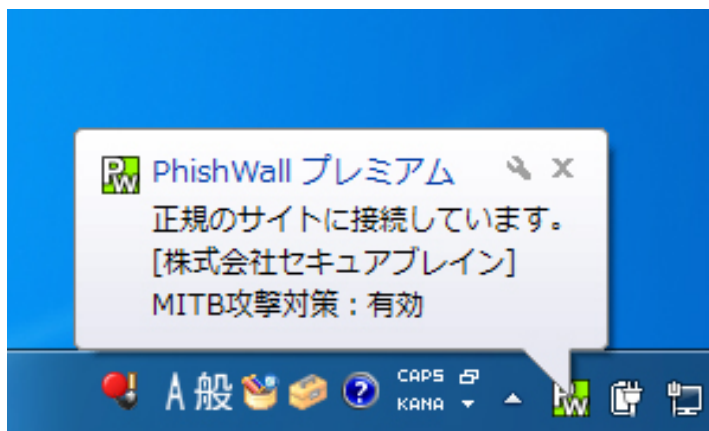 PhishWall プレミアム
正規のサイトに接続しています。
[株式会社セキュアブレイン]
MITB攻撃対策：有効
A 般 CAPS
KANA